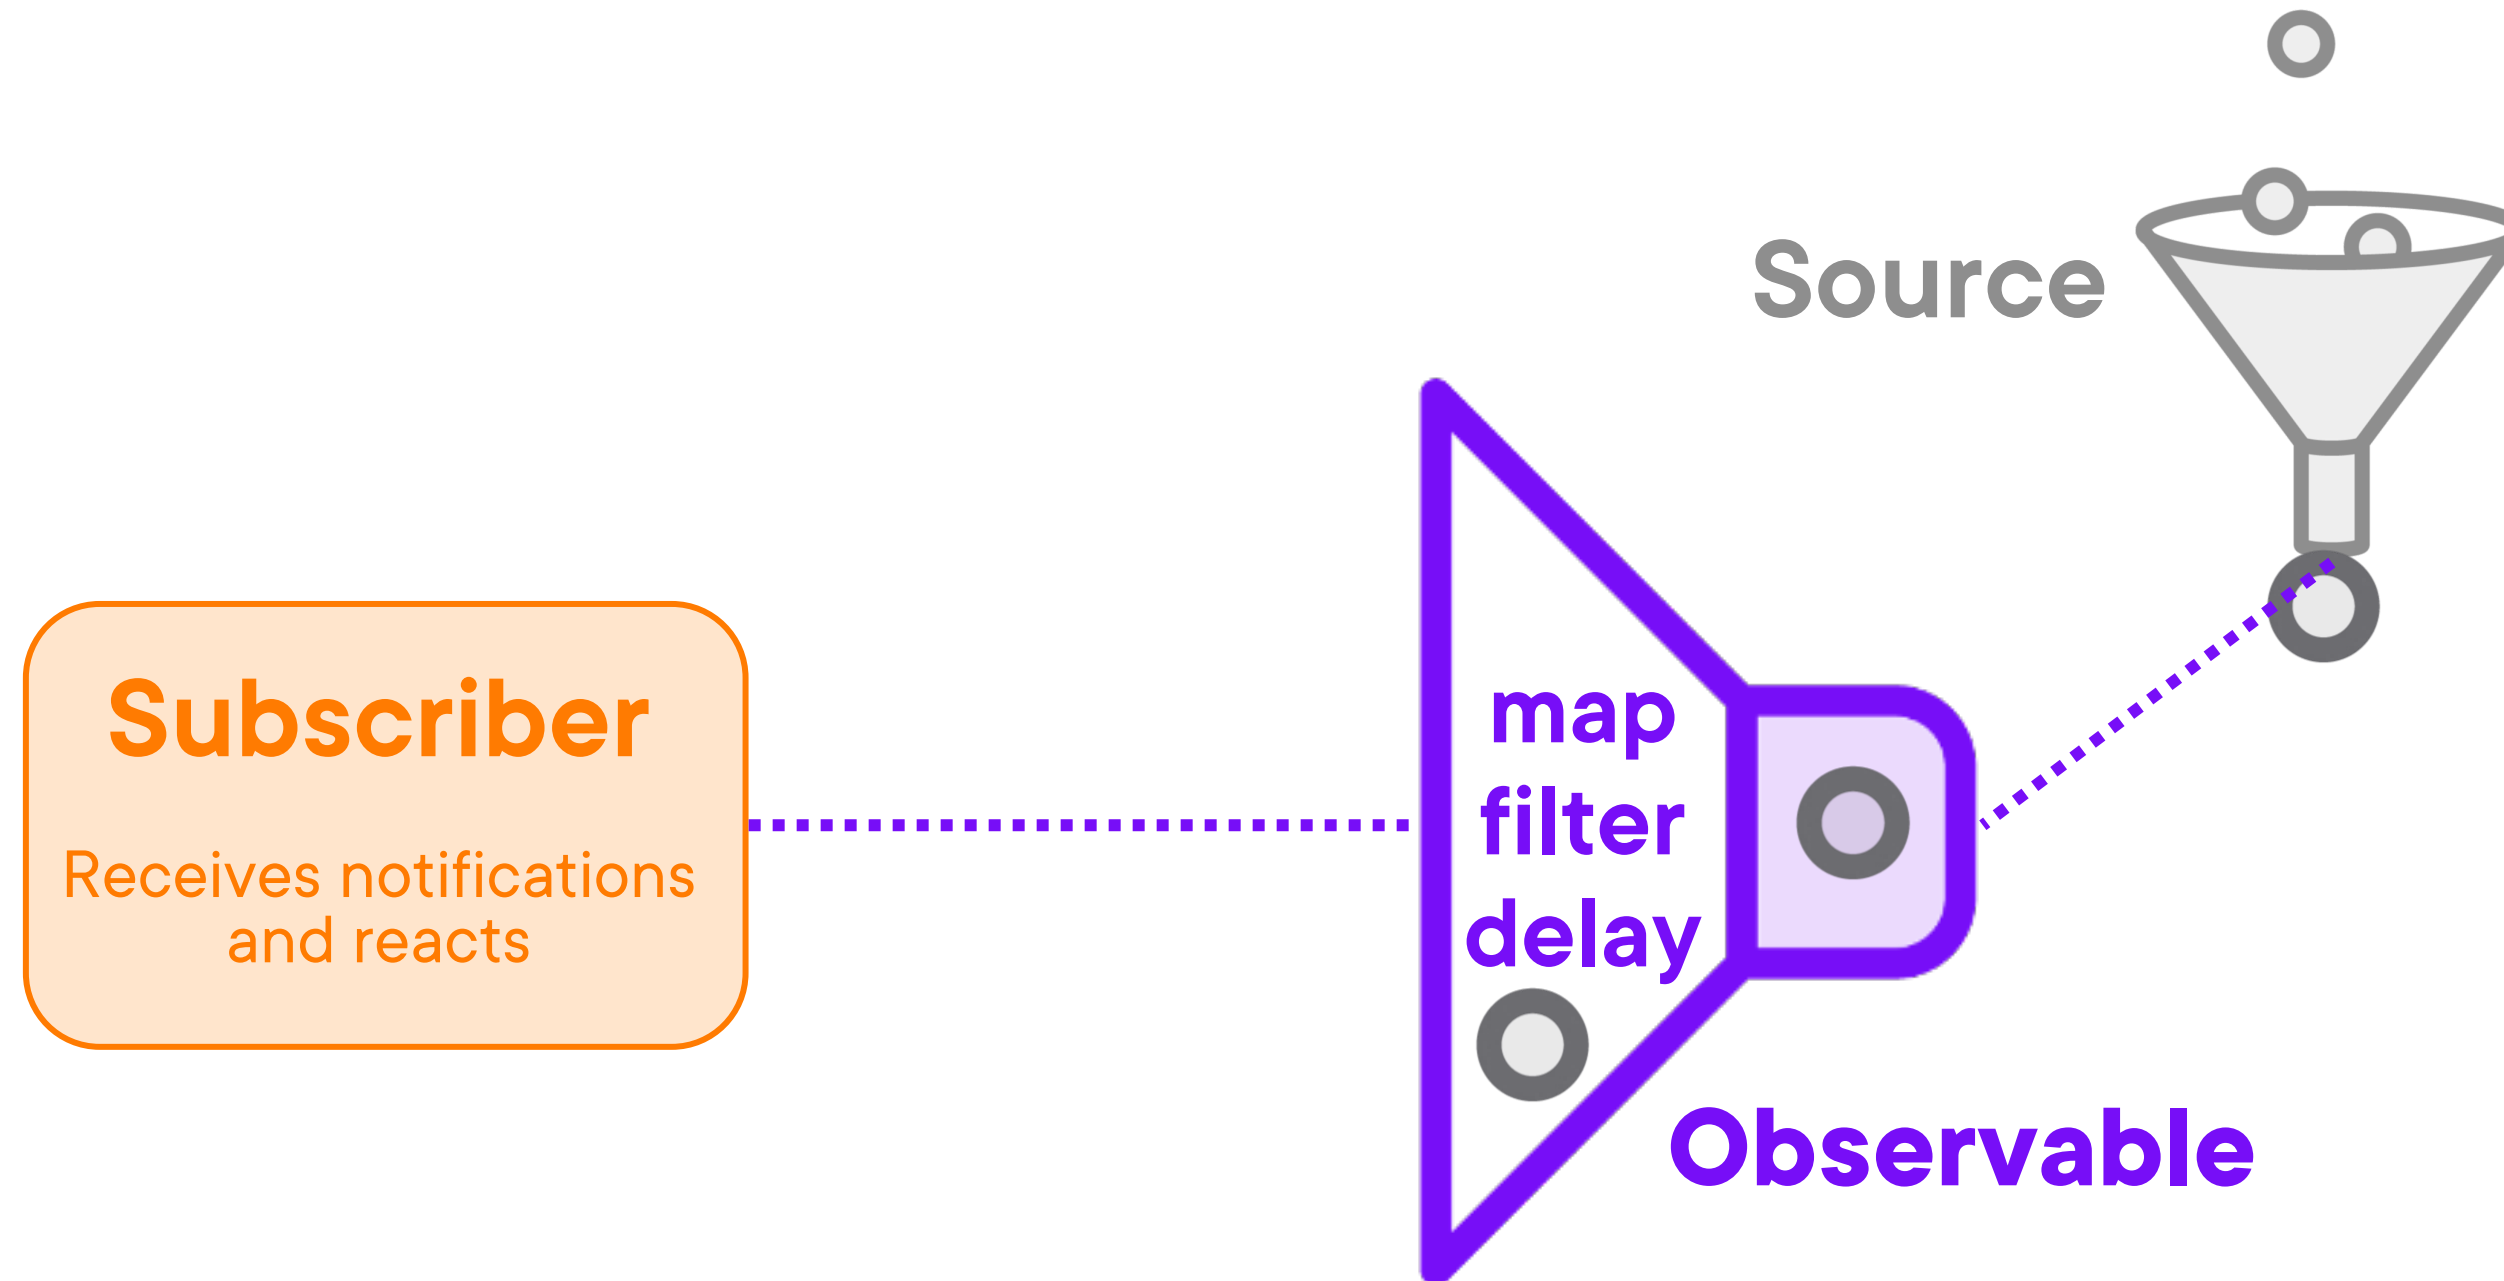 Source
Subscriber
Receives notifications
and reacts
map
filter
delay
Observable